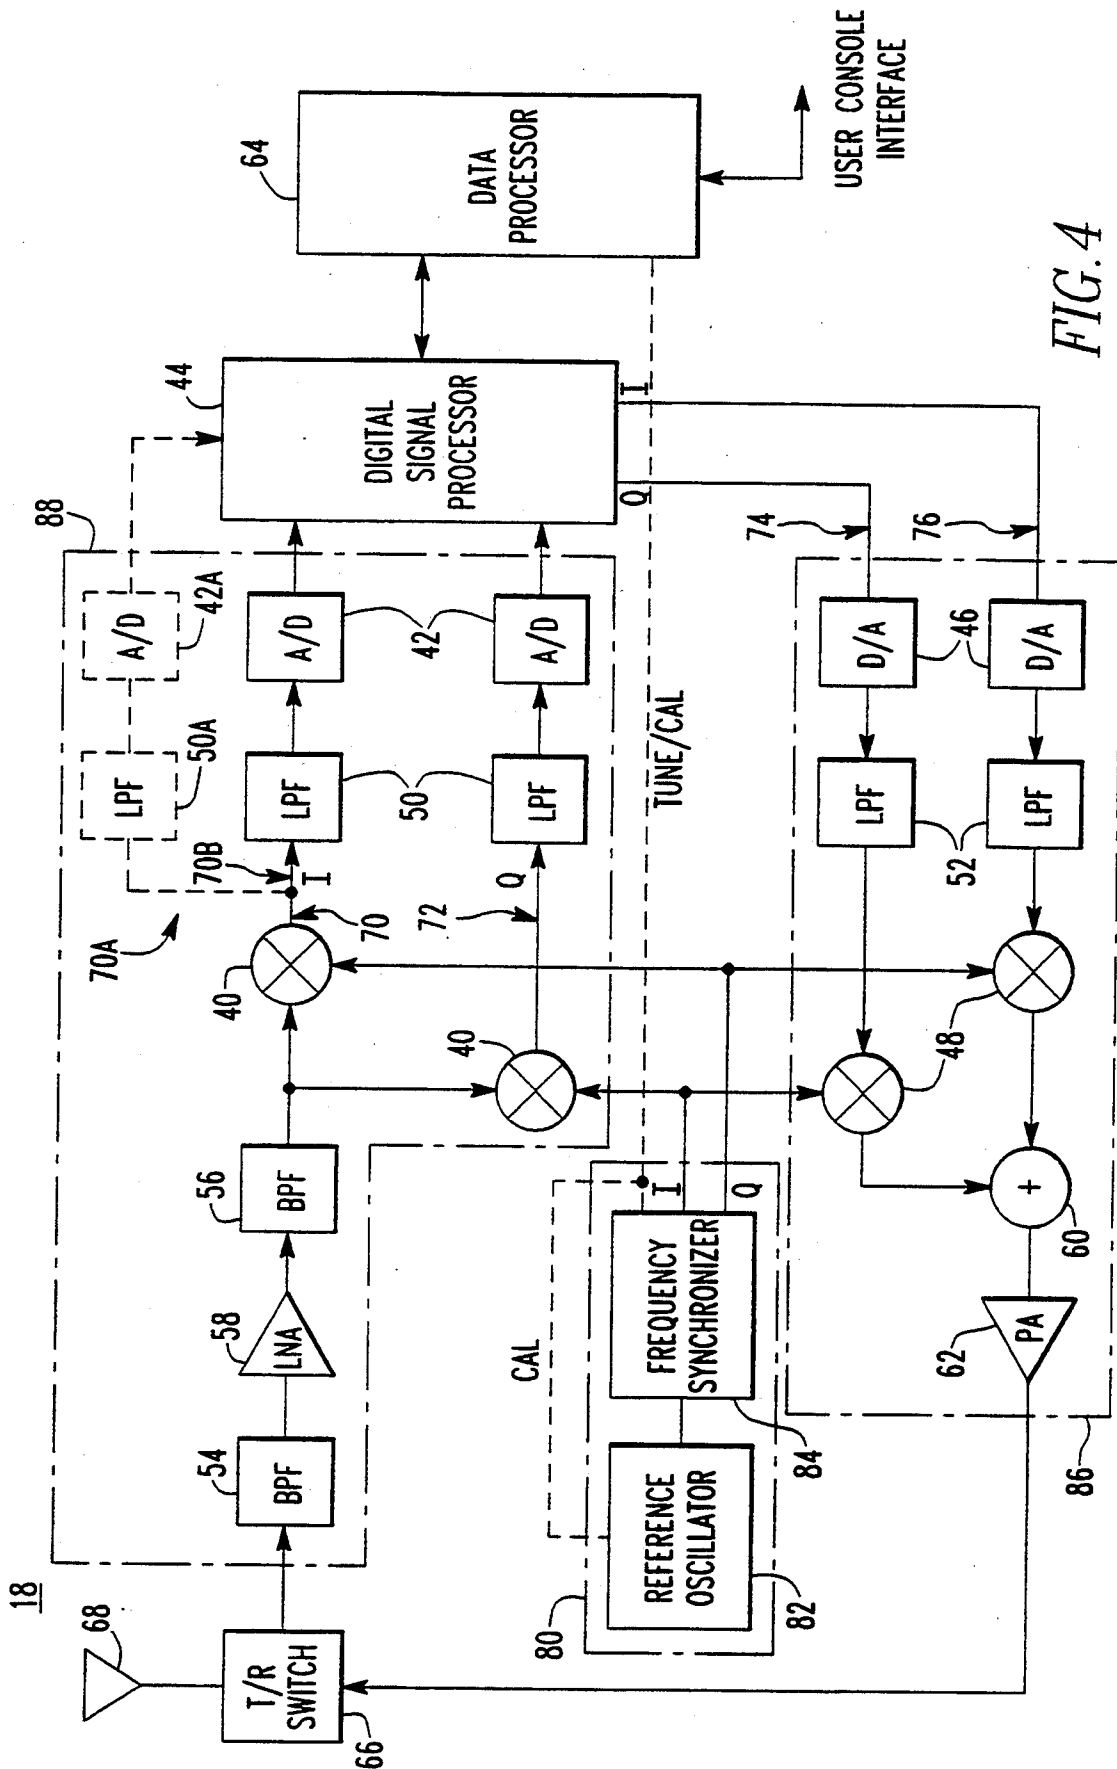 18
68
T/R
SWITCH
66
54
BPF
58
LNA
56
BPF
40
70A
70
70B
I
LPF
50A
A/D
42A
88
LPF
50
LPF
A/D
42
A/D
40
72
Q
44
DIGITAL
SIGNAL
PROCESSOR
I
Q
64
DATA
PROCESSOR
USER CONSOLE
INTERFACE
TUNE/CAL
CAL
80
REFERENCE
OSCILLATOR
82
FREQUENCY
SYNCHRONIZER
84
I
Q
74
76
D/A
46
D/A
LPF
52
LPF
48
+
60
62
PA
86
FIG. 4